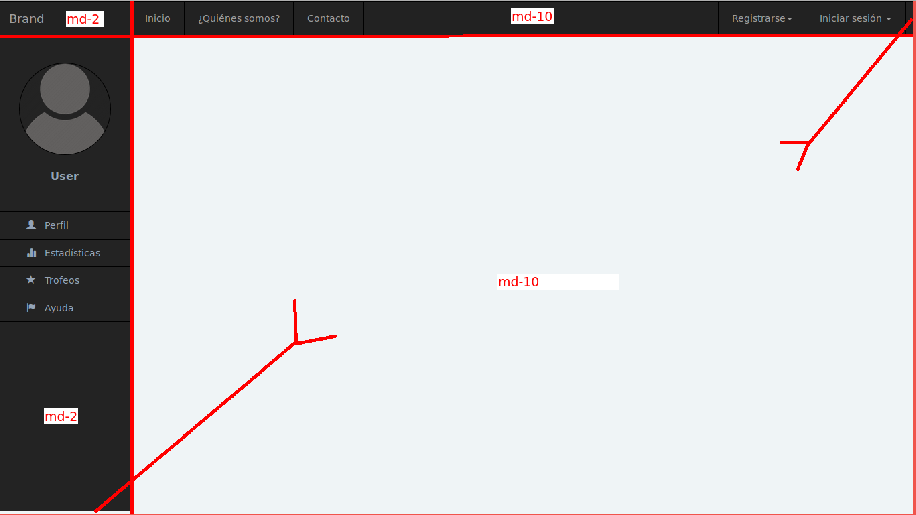 Brand md-2 Inicio ¿Quiénes somos? Contacto md-10 Registrarse Iniciar sesión
User
Perfil
Estadísticas
Trofeos
md-10
Ayuda
md-2